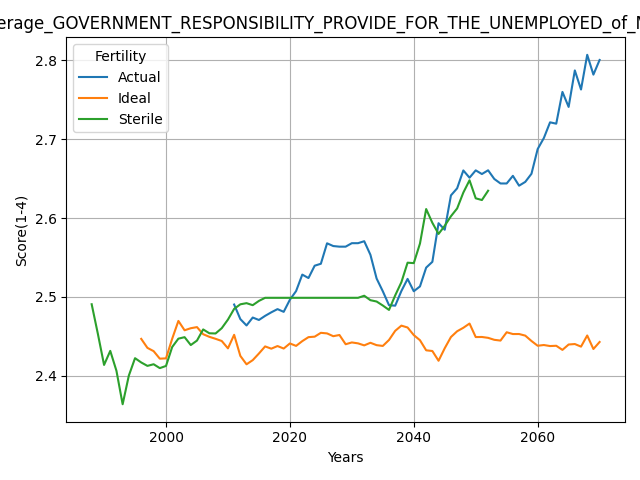 erage_GOVERNMENT_RESPONSIBILITY_PROVIDE_FOR_THE_UNEMPLOYED_of_
Fertility
Actual
Ideal
Sterile
Score(1-4)
2.8
2.7
2.6
2.5
2.4
2000
2020
2040
2060
Years